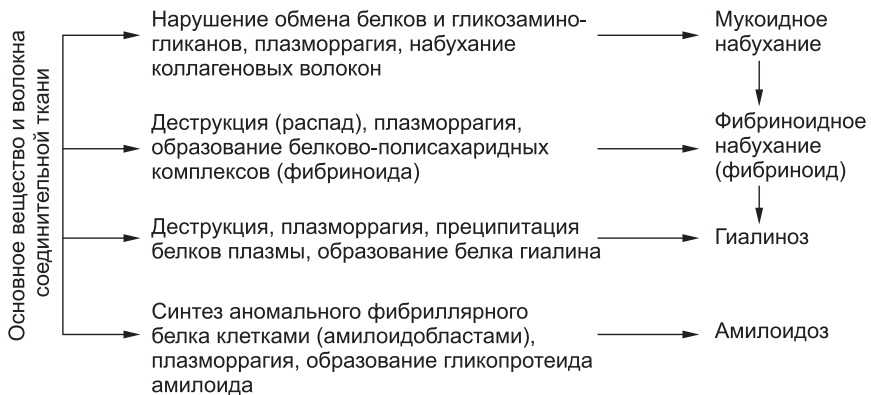 Основное вещество и волокна
соединительной ткани
Нарушение обмена белков и гликозамино-
гликанов, плазморрагия, набухание
коллагеновых волокон
Мукоидное
набухание
Деструкция (распад), плазморрагия,
образование белково-полисахаридных
комплексов (фибриноида)
Фибриноидное
набухание
(фибриноид)
Деструкция, плазморрагия, преципитация
белков плазмы, образование белка гиалина
Гиалиноз
Синтез аномального фибриллярного
белка клетками (амилоидобластами),
плазморрагия, образование гликопротеида
амилоида
Амилоидоз